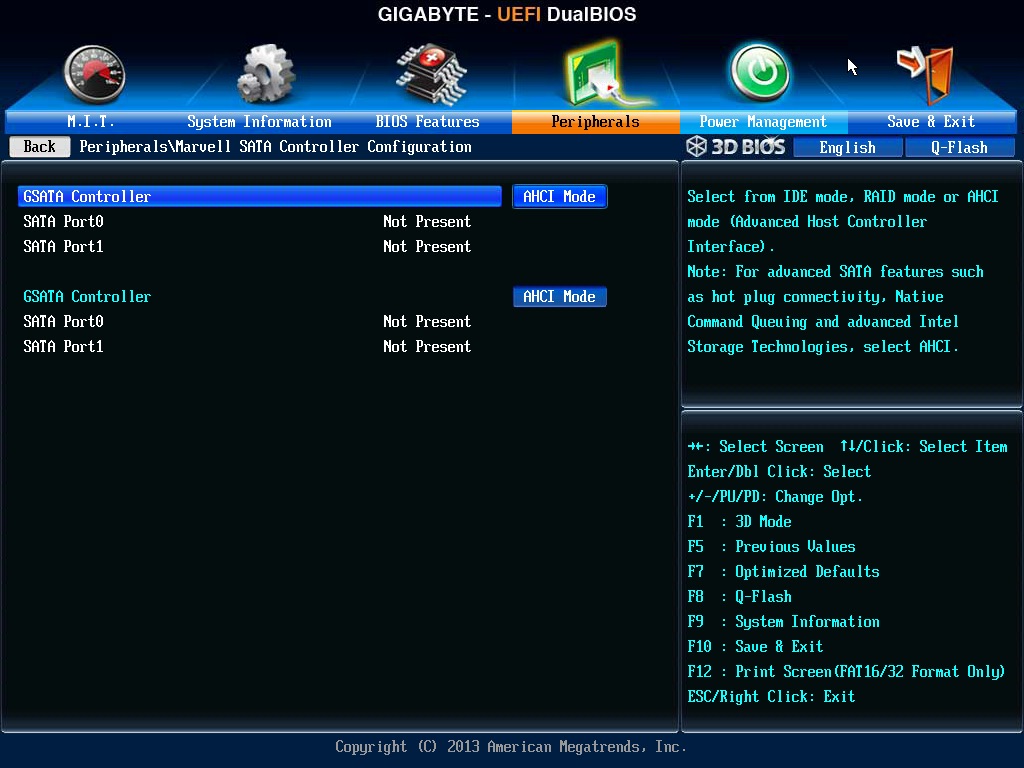 GIGABYTE - UEFI DualBIOS
M.I.T. System Information BIOS Features Peripherals Power Management Save & Exit
Back Peripherals\Marvell SATA Controller Configuration 3D BIOS English Q-Flash
GSATA Controller AHCI Mode
SATA Port0 Not Present
SATA Port1 Not Present
GSATA Controller AHCI Mode
SATA Port0 Not Present
SATA Port1 Not Present
Select from IDE mode, RAID mode or AHCI
mode (Advanced Host Controller
Interface).
Note: For advanced SATA features such
as hot plug connectivity, Native
Command Queuing and advanced Intel
Storage Technologies, select AHCI.
→←: Select Screen ↑↓/Click: Select Item
Enter/Dbl Click: Select
+/-/PU/PD: Change Opt.
F1 : 3D Mode
F5 : Previous Values
F7 : Optimized Defaults
F8 : Q-Flash
F9 : System Information
F10 : Save & Exit
F12 : Print Screen(FAT16/32 Format Only)
ESC/Right Click: Exit
Copyright (C) 2013 American Megatrends, Inc.